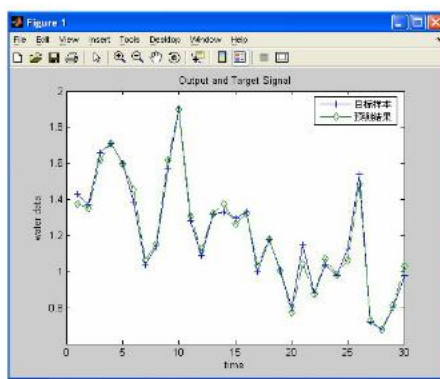 Figure 1
File Edit View Insert Tools Desktop Window Help
Output and Target Signal
目标样本
预测结果
2
1.8
1.6
1.4
1.2
1
0.8
water data
0 5 10 15 20 25 30
time